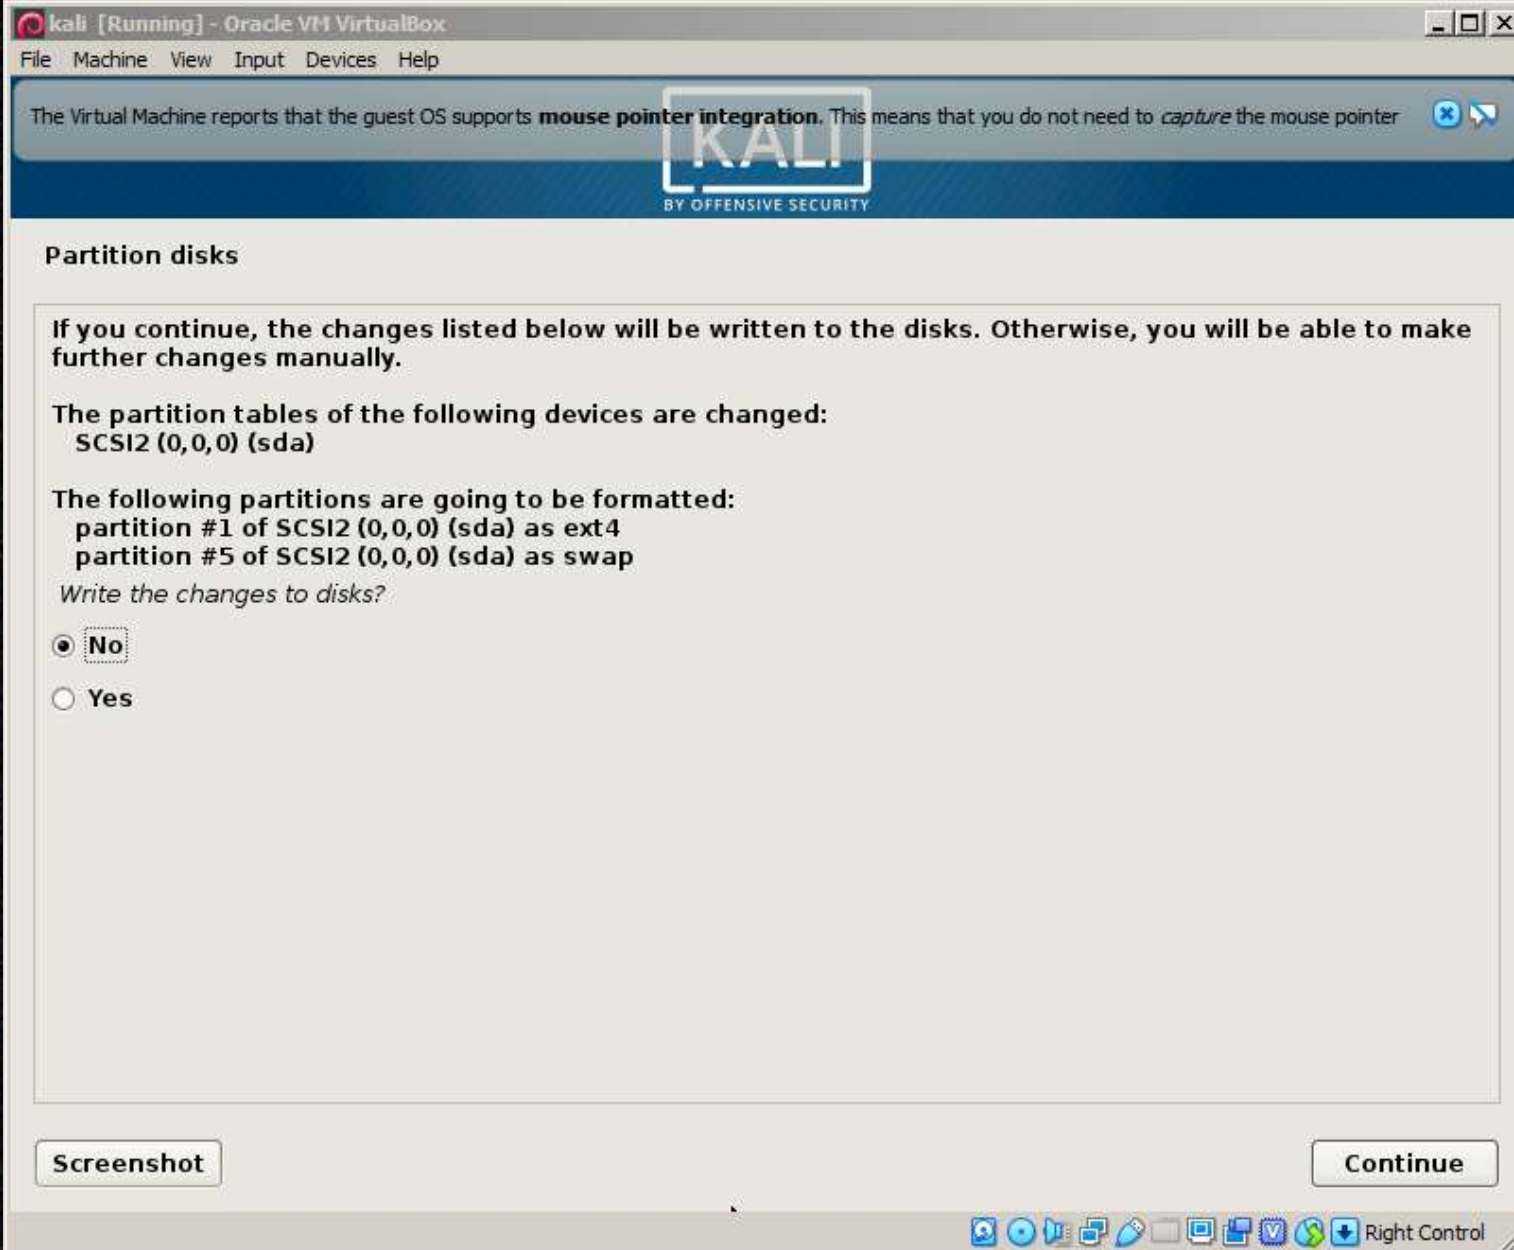 kali [Running] - Oracle VM VirtualBox
File Machine View Input Devices Help
The Virtual Machine reports that the guest OS supports mouse pointer integration. This means that you do not need to capture the mouse pointer
KALI
BY OFFENSIVE SECURITY
Partition disks
If you continue, the changes listed below will be written to the disks. Otherwise, you will be able to make
further changes manually.
The partition tables of the following devices are changed:
SCSI2 (0,0,0) (sda)
The following partitions are going to be formatted:
partition #1 of SCSI2 (0,0,0) (sda) as ext4
partition #5 of SCSI2 (0,0,0) (sda) as swap
Write the changes to disks?
No
Yes
Screenshot
Continue
Right Control